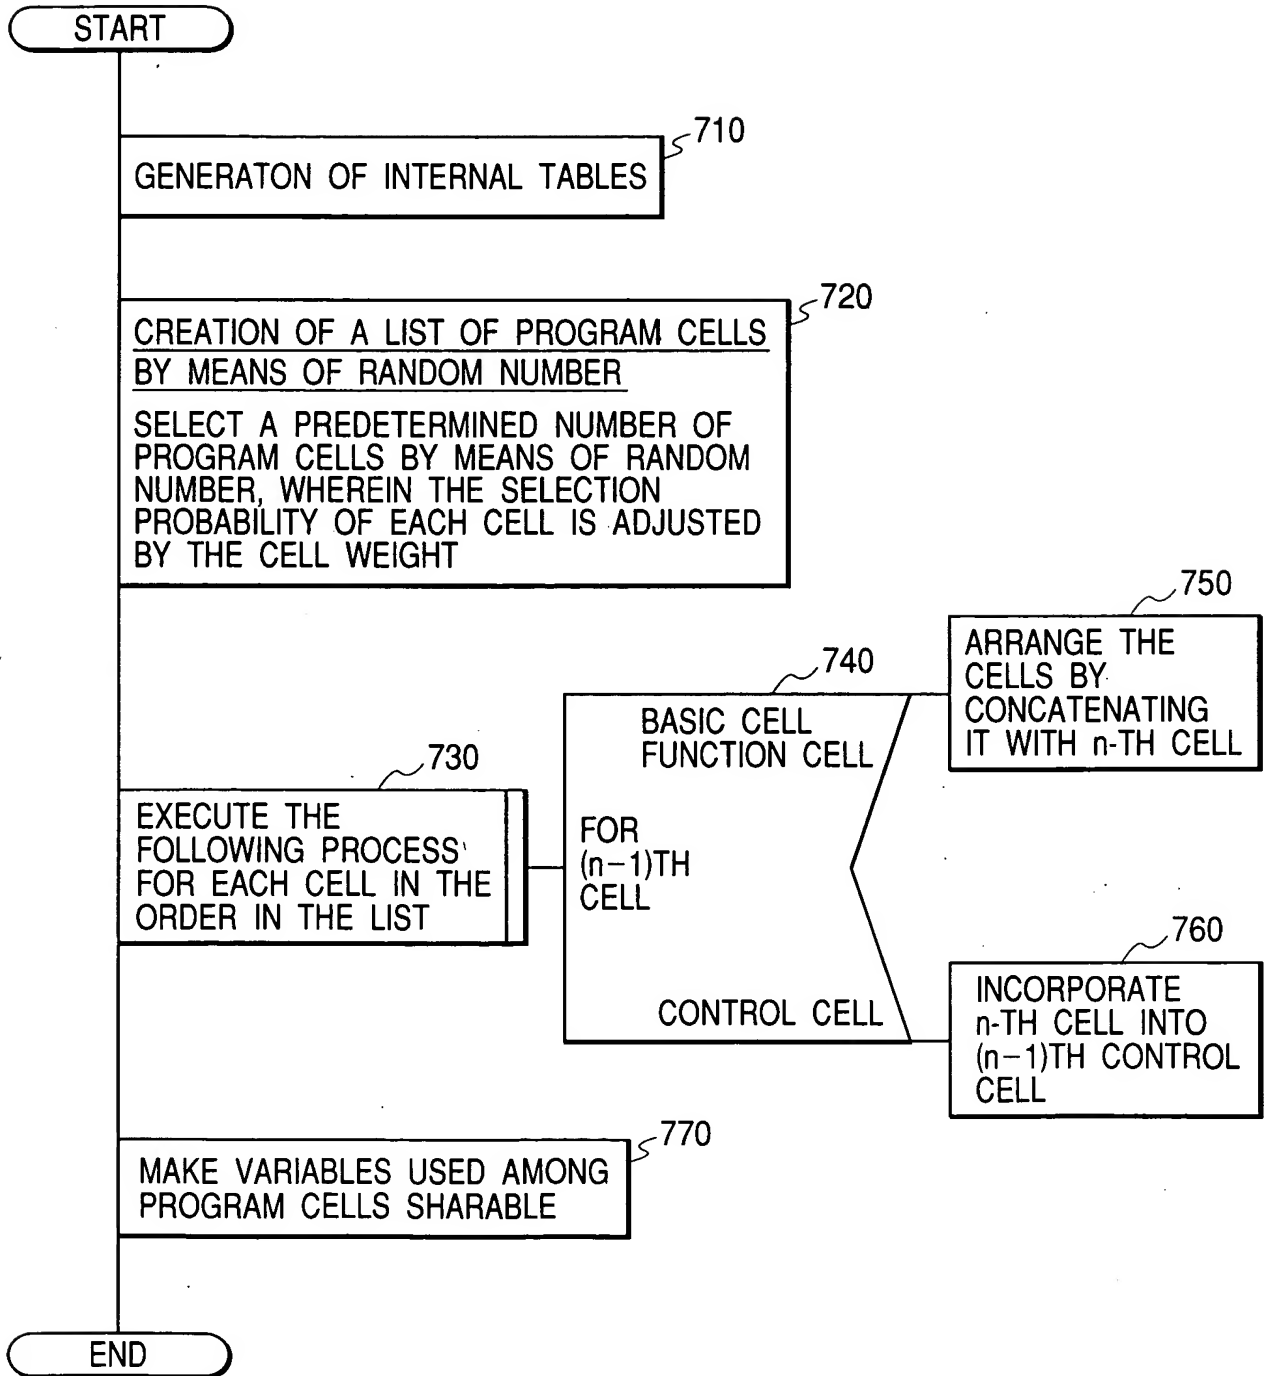 START
710
GENERATON OF INTERNAL TABLES
720
CREATION OF A LIST OF PROGRAM CELLS
BY MEANS OF RANDOM NUMBER
SELECT A PREDETERMINED NUMBER OF
PROGRAM CELLS BY MEANS OF RANDOM
NUMBER, WHEREIN THE SELECTION
PROBABILITY OF EACH CELL IS ADJUSTED
BY THE CELL WEIGHT
730
EXECUTE THE
FOLLOWING PROCESS
FOR EACH CELL IN THE
ORDER IN THE LIST
740
BASIC CELL
FUNCTION CELL
FOR
(n-1)TH
CELL
CONTROL CELL
750
ARRANGE THE
CELLS BY
CONCATENATING
IT WITH n-TH CELL
760
INCORPORATE
n-TH CELL INTO
(n-1)TH CONTROL
CELL
770
MAKE VARIABLES USED AMONG
PROGRAM CELLS SHARABLE
END